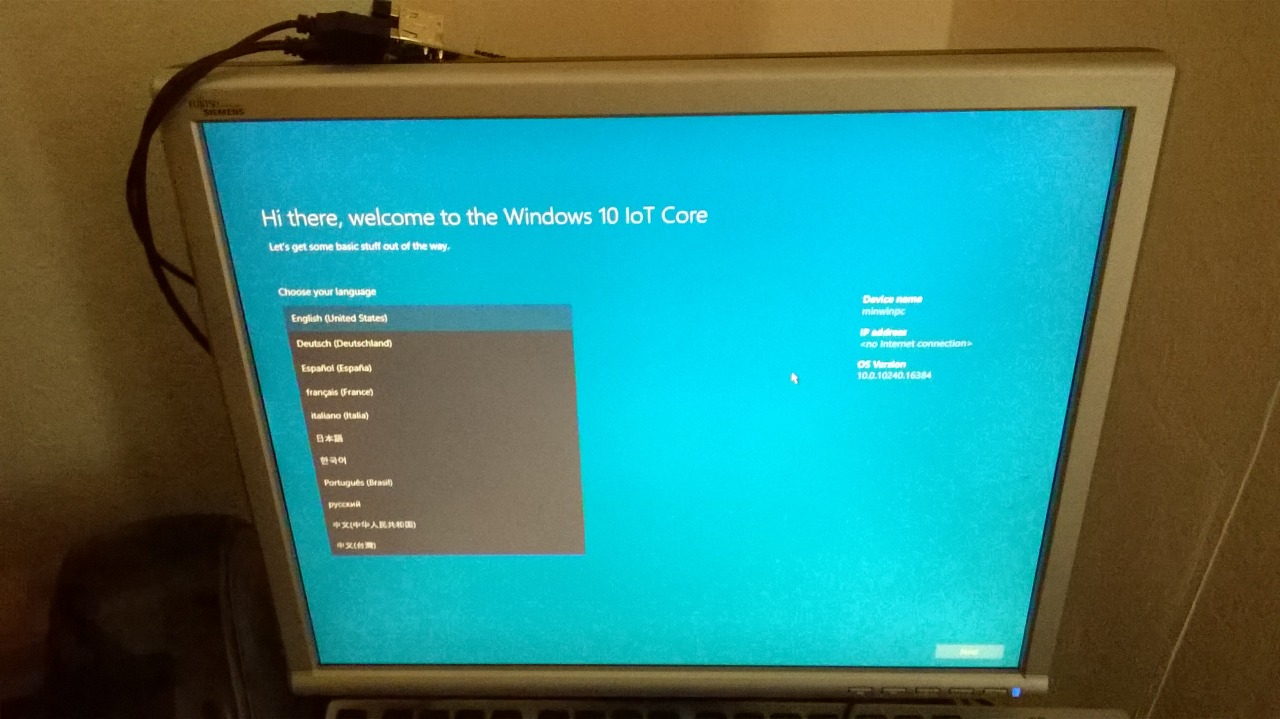 FUJITSU
SIEMENS
Hi there, welcome to the Windows 10 IoT Core
Let's get some basic stuff out of the way.
Choose your language
English (United States)
Deutsch (Deutschland)
Español (España)
français (France)
italiano (Italia)
日本語
한국어
Português (Brasil)
русский
中文(中华人民共和国)
中文(台灣)
Device name
minwinpc
IP address
<no Internet connection>
OS Version
10.0.10240.16384
Next